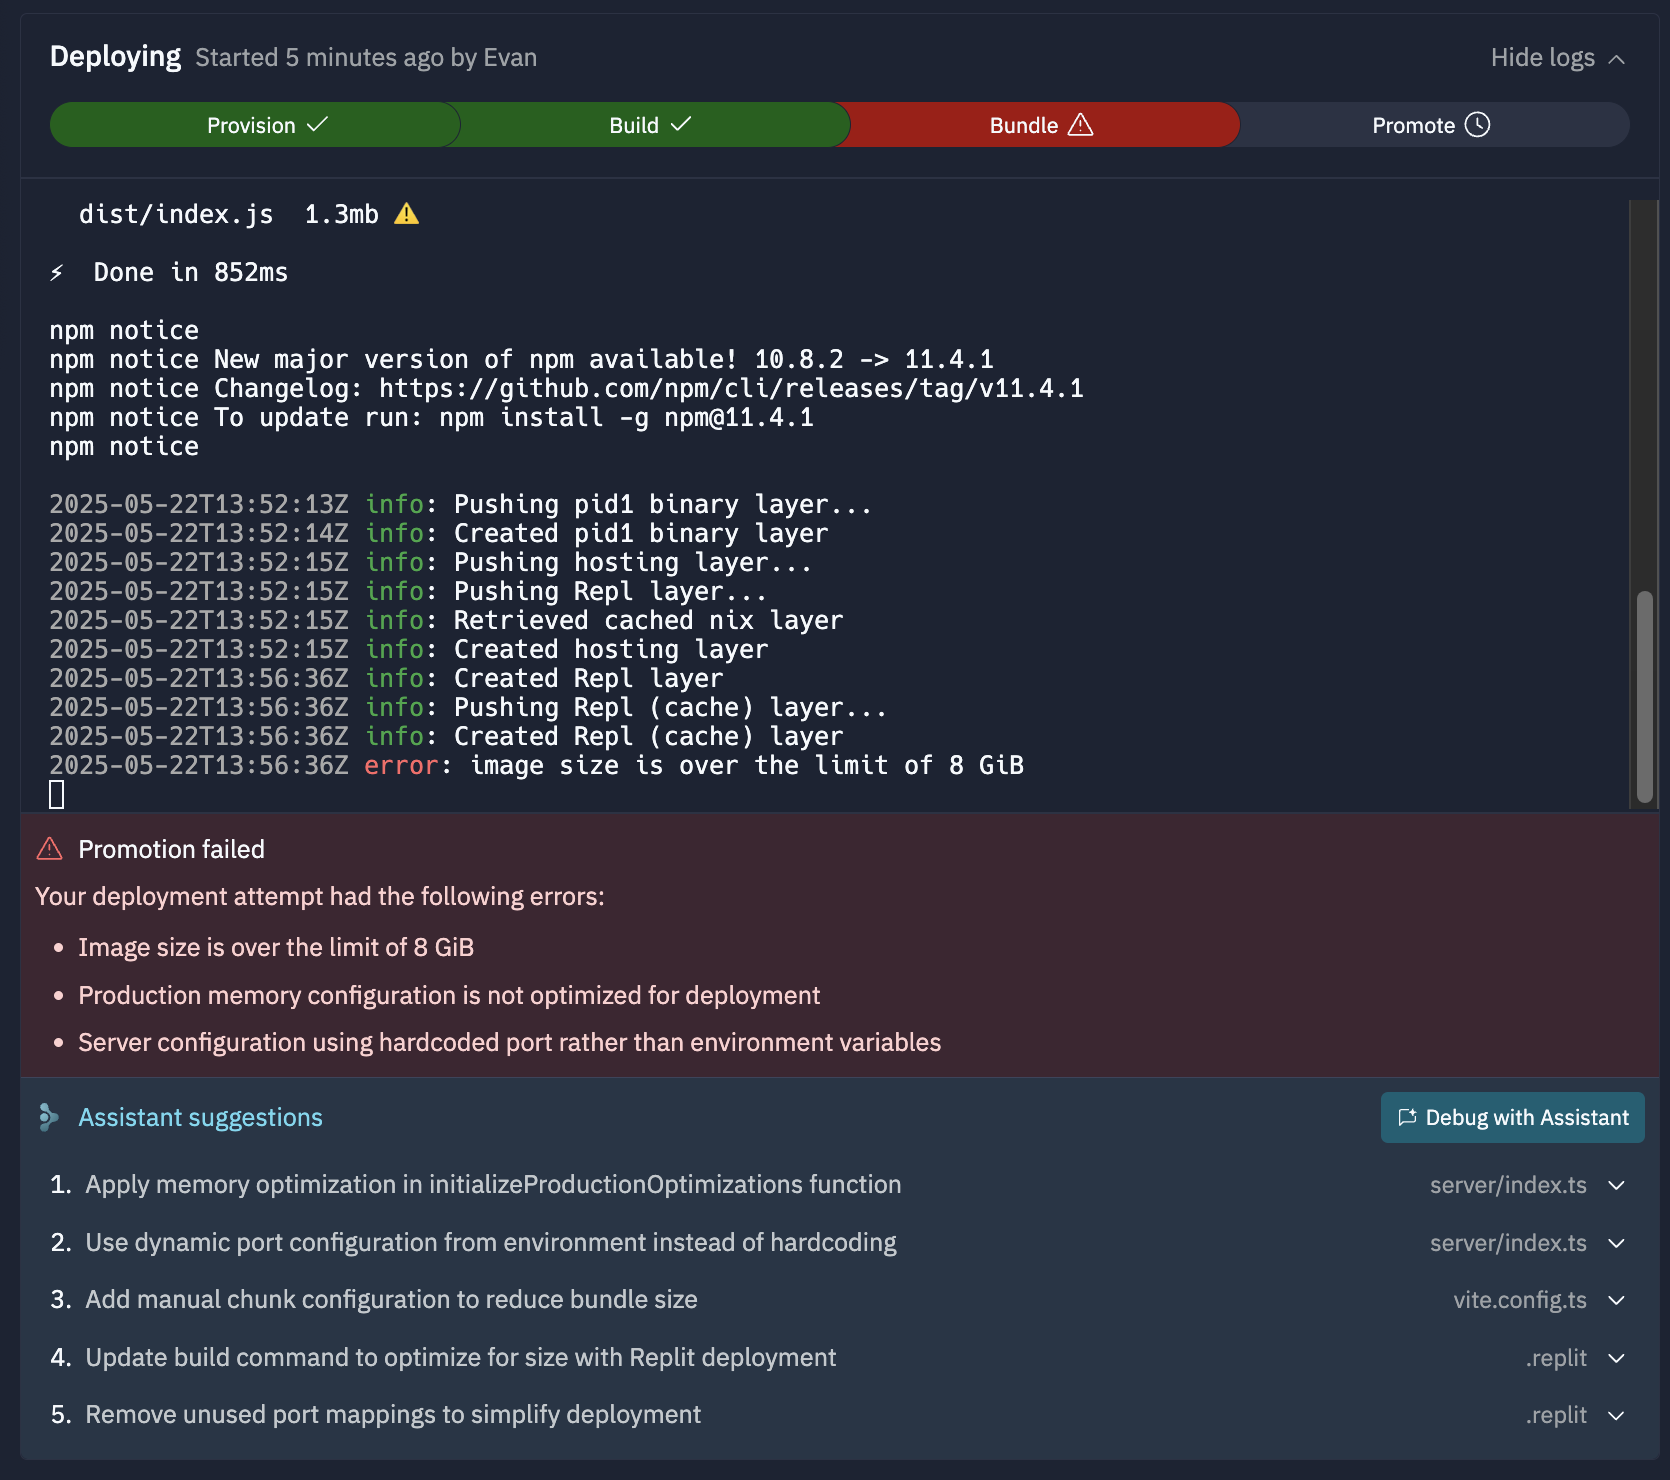 Deploying Started 5 minutes ago by Evan
Hide logs
Provision
Build
Bundle
Promote
dist/index.js  1.3mb ⚠️
⚡ Done in 852ms
npm notice
npm notice New major version of npm available! 10.8.2 -> 11.4.1
npm notice Changelog: https://github.com/npm/cli/releases/tag/v11.4.1
npm notice To update run: npm install -g npm@11.4.1
npm notice
2025-05-22T13:52:13Z info: Pushing pid1 binary layer...
2025-05-22T13:52:14Z info: Created pid1 binary layer
2025-05-22T13:52:15Z info: Pushing hosting layer...
2025-05-22T13:52:15Z info: Pushing Repl layer...
2025-05-22T13:52:15Z info: Retrieved cached nix layer
2025-05-22T13:52:15Z info: Created hosting layer
2025-05-22T13:56:36Z info: Created Repl layer
2025-05-22T13:56:36Z info: Pushing Repl (cache) layer...
2025-05-22T13:56:36Z info: Created Repl (cache) layer
2025-05-22T13:56:36Z error: image size is over the limit of 8 GiB
Promotion failed
Your deployment attempt had the following errors:
• Image size is over the limit of 8 GiB
• Production memory configuration is not optimized for deployment
• Server configuration using hardcoded port rather than environment variables
Assistant suggestions
Debug with Assistant
1. Apply memory optimization in initializeProductionOptimizations function server/index.ts
2. Use dynamic port configuration from environment instead of hardcoding server/index.ts
3. Add manual chunk configuration to reduce bundle size vite.config.ts
4. Update build command to optimize for size with Replit deployment .replit
5. Remove unused port mappings to simplify deployment .replit